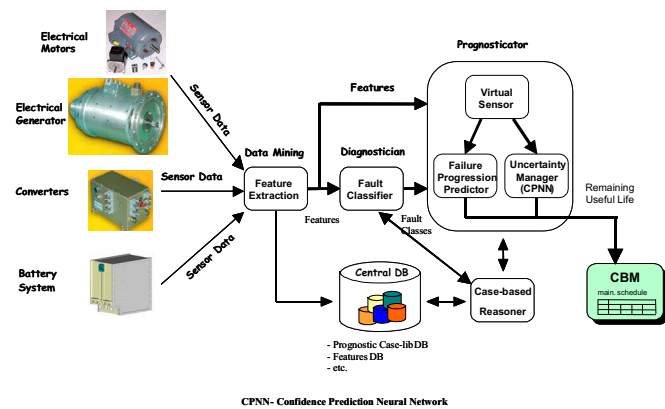 Electrical
Motors
Prognosticator
Sensor Data
Features
Virtual
Sensor
Electrical
Generator
Data Mining
Diagnostician
Sensor Data
Feature
Extraction
Fault
Classifier
Failure
Progression
Predictor
Uncertainty
Manager
(CPNN)
Converters
Features
Fault
Classes
Remaining
Useful Life
Sensor Data
Battery
System
Central DB
Case-based
Reasoner
CBM
main. schedule
- Prognostic Case-lib DB
- Features DB
- etc.
CPNN- Confidence Prediction Neural Network